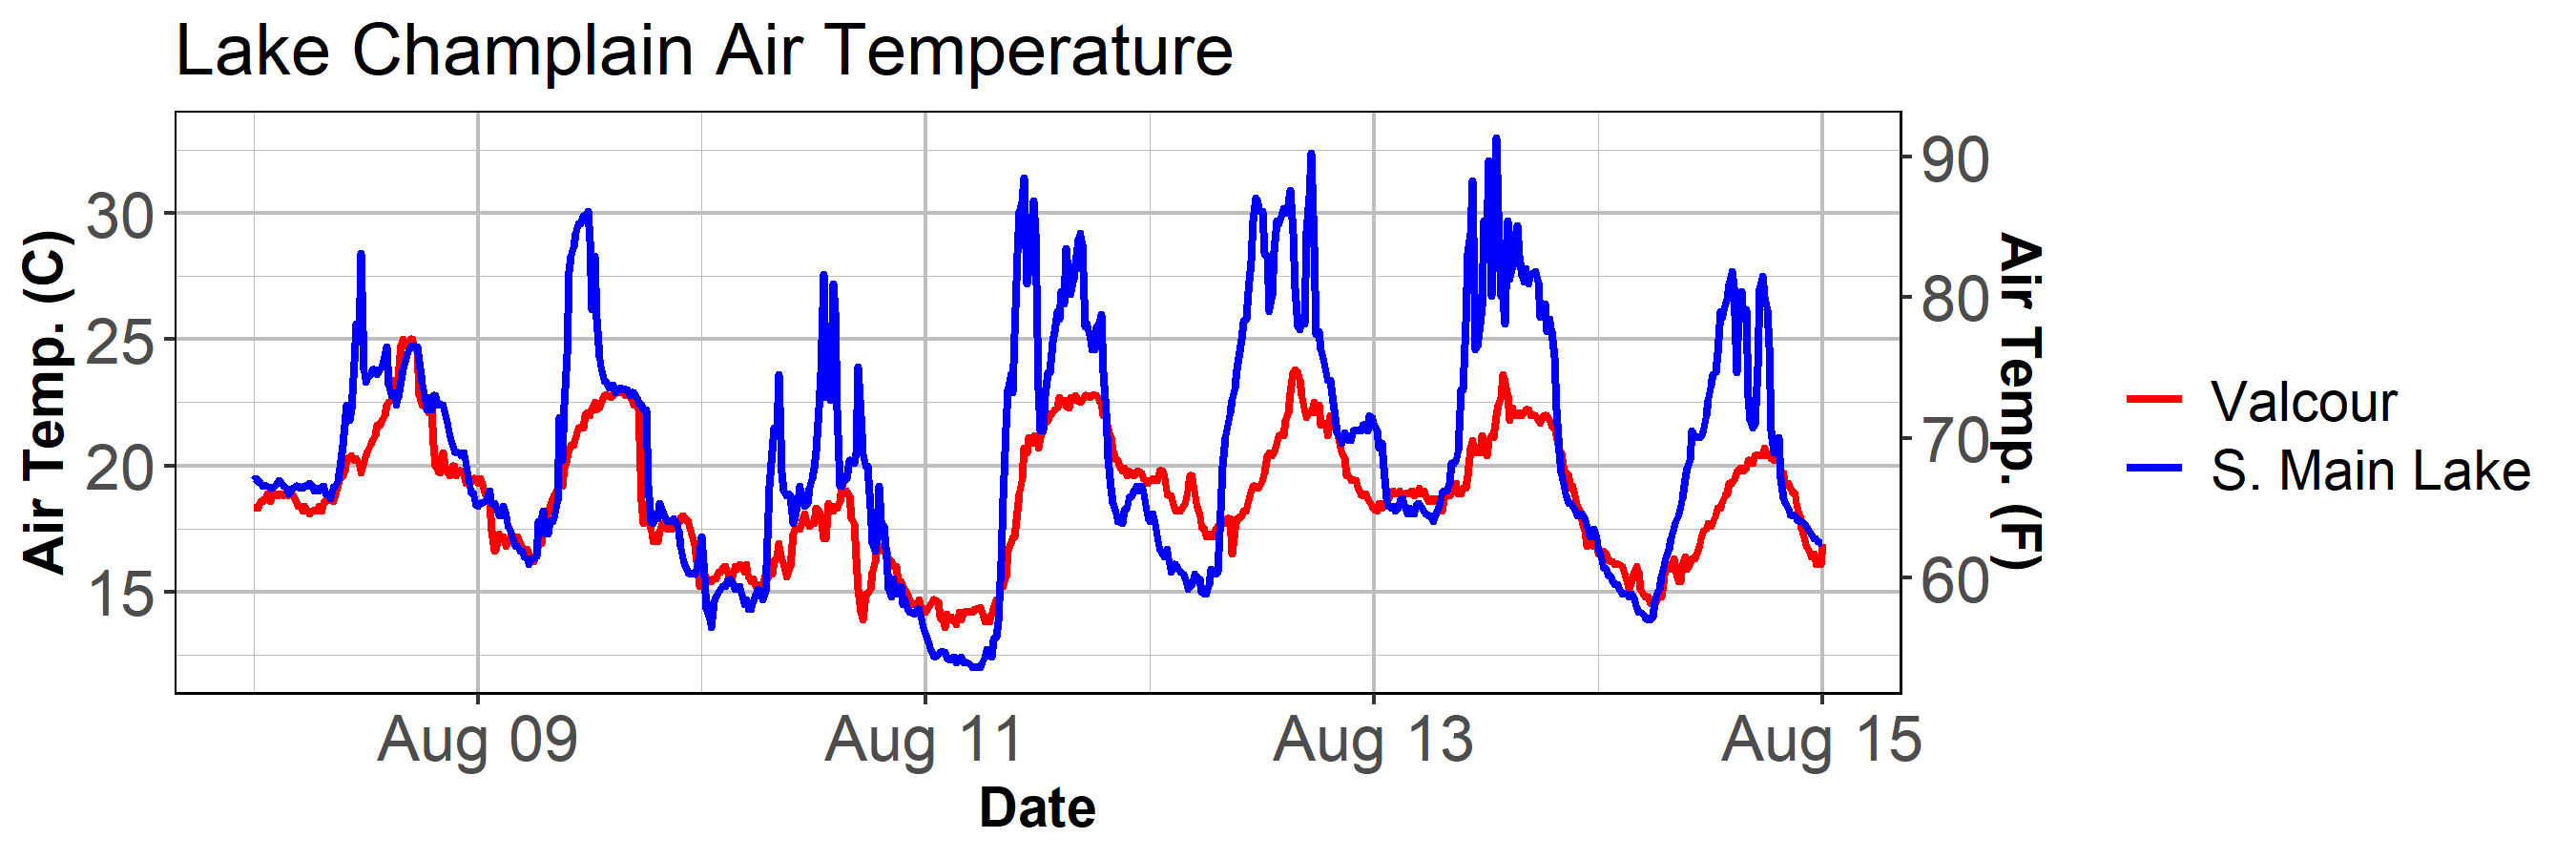 Lake Champlain Air Temperature
Air Temp. (C)
30
25
20
15
90
80
70
60
Air Temp. (F)
Aug 09
Aug 11
Aug 13
Aug 15
Date
Valcour
S. Main Lake